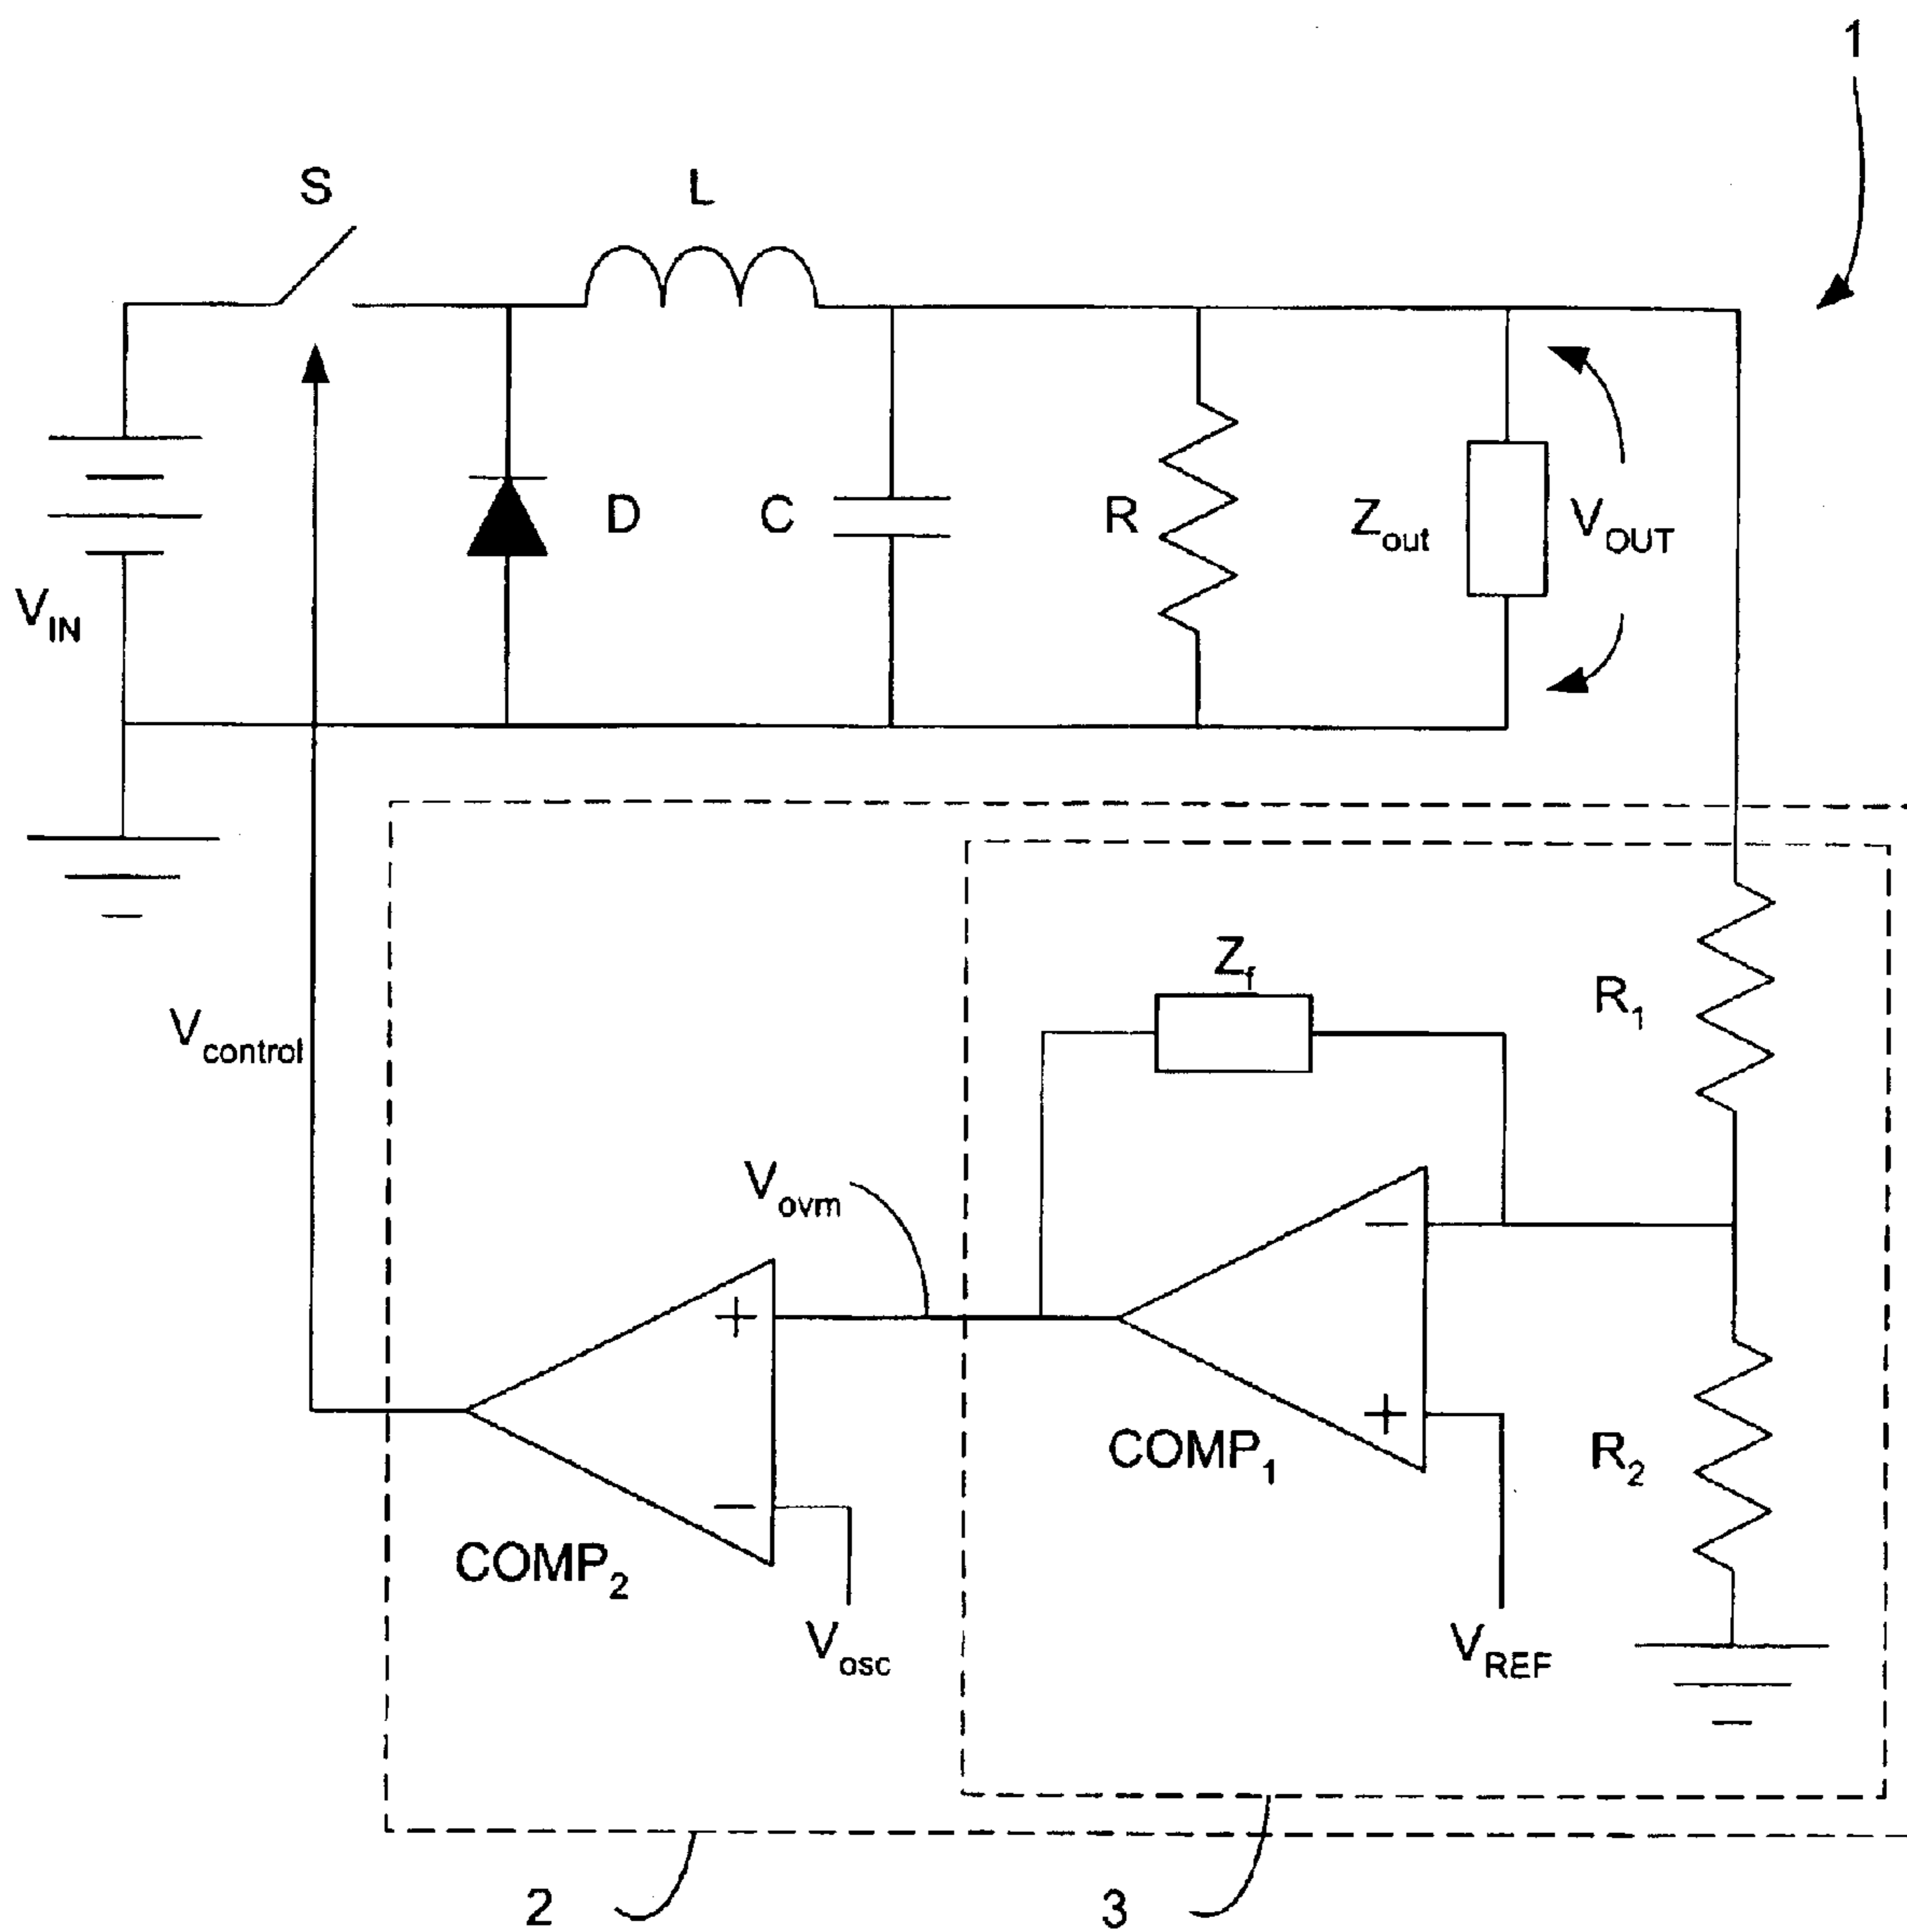 1
S
L
D
C
R
Zout
VOUT
VIN
Zf
R1
Vcontrol
Vovm
−
+
+
COMP1
R2
−
COMP2
Vosc
VREF
2
3